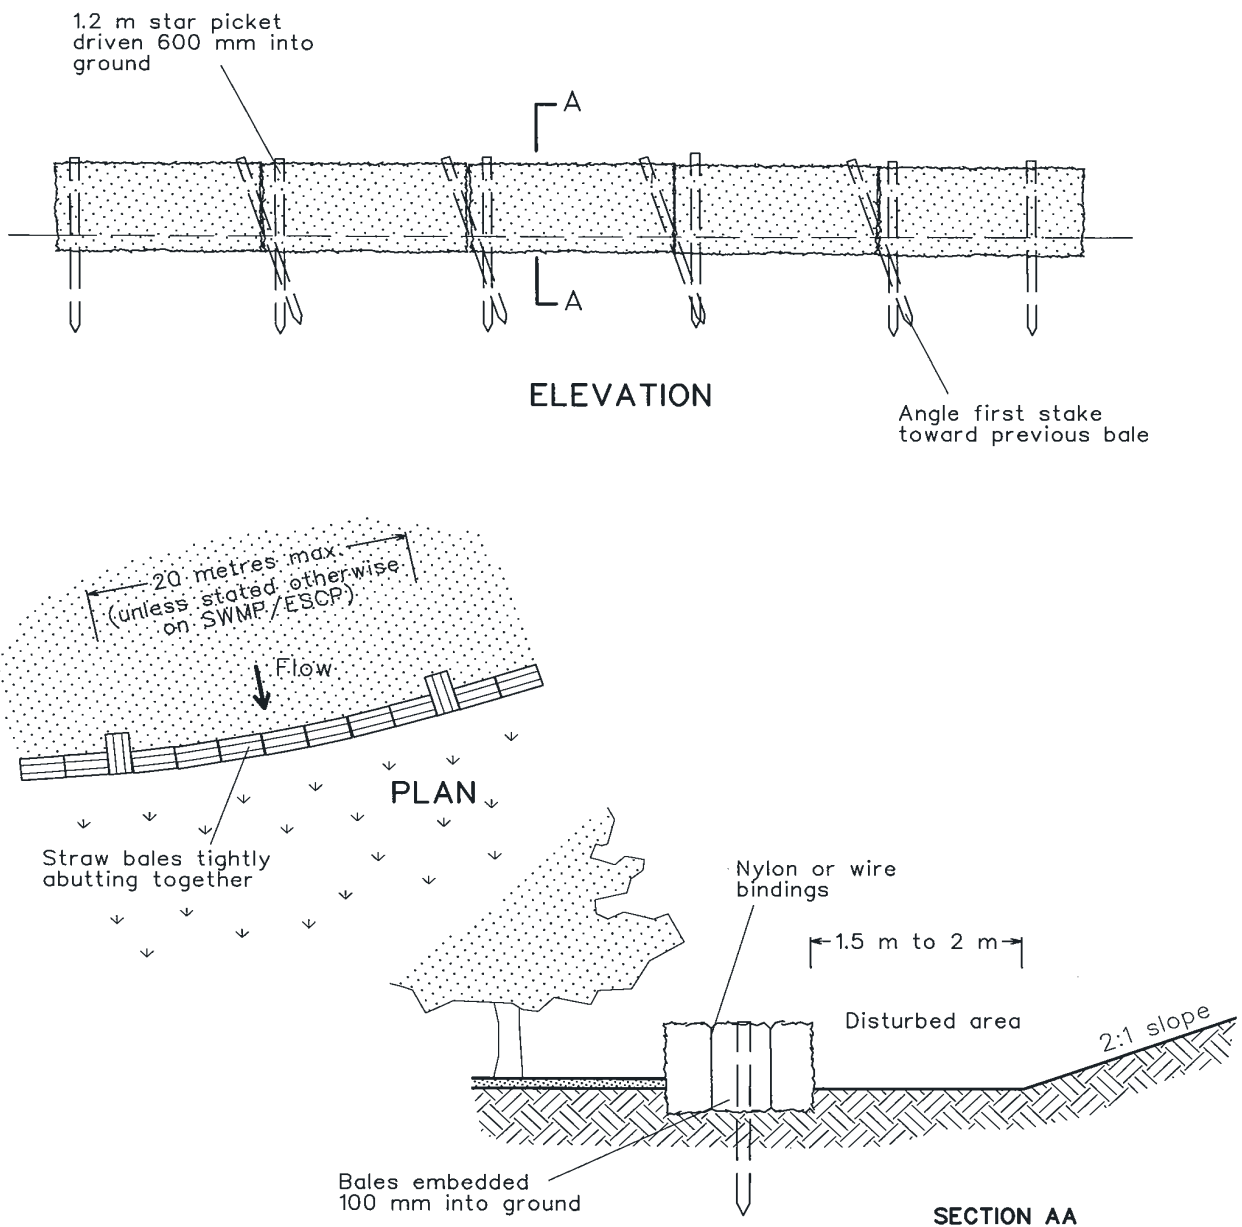 1.2 m star picket
driven 600 mm into
ground
A
A
ELEVATION
Angle first stake
toward previous bale
20 metres max.
(unless stated otherwise
on SWMP/ESCP)
Flow
PLAN
Straw bales tightly
abutting together
Nylon or wire
bindings
1.5 m to 2 m
Disturbed area
2:1 slope
Bales embedded
100 mm into ground
SECTION AA